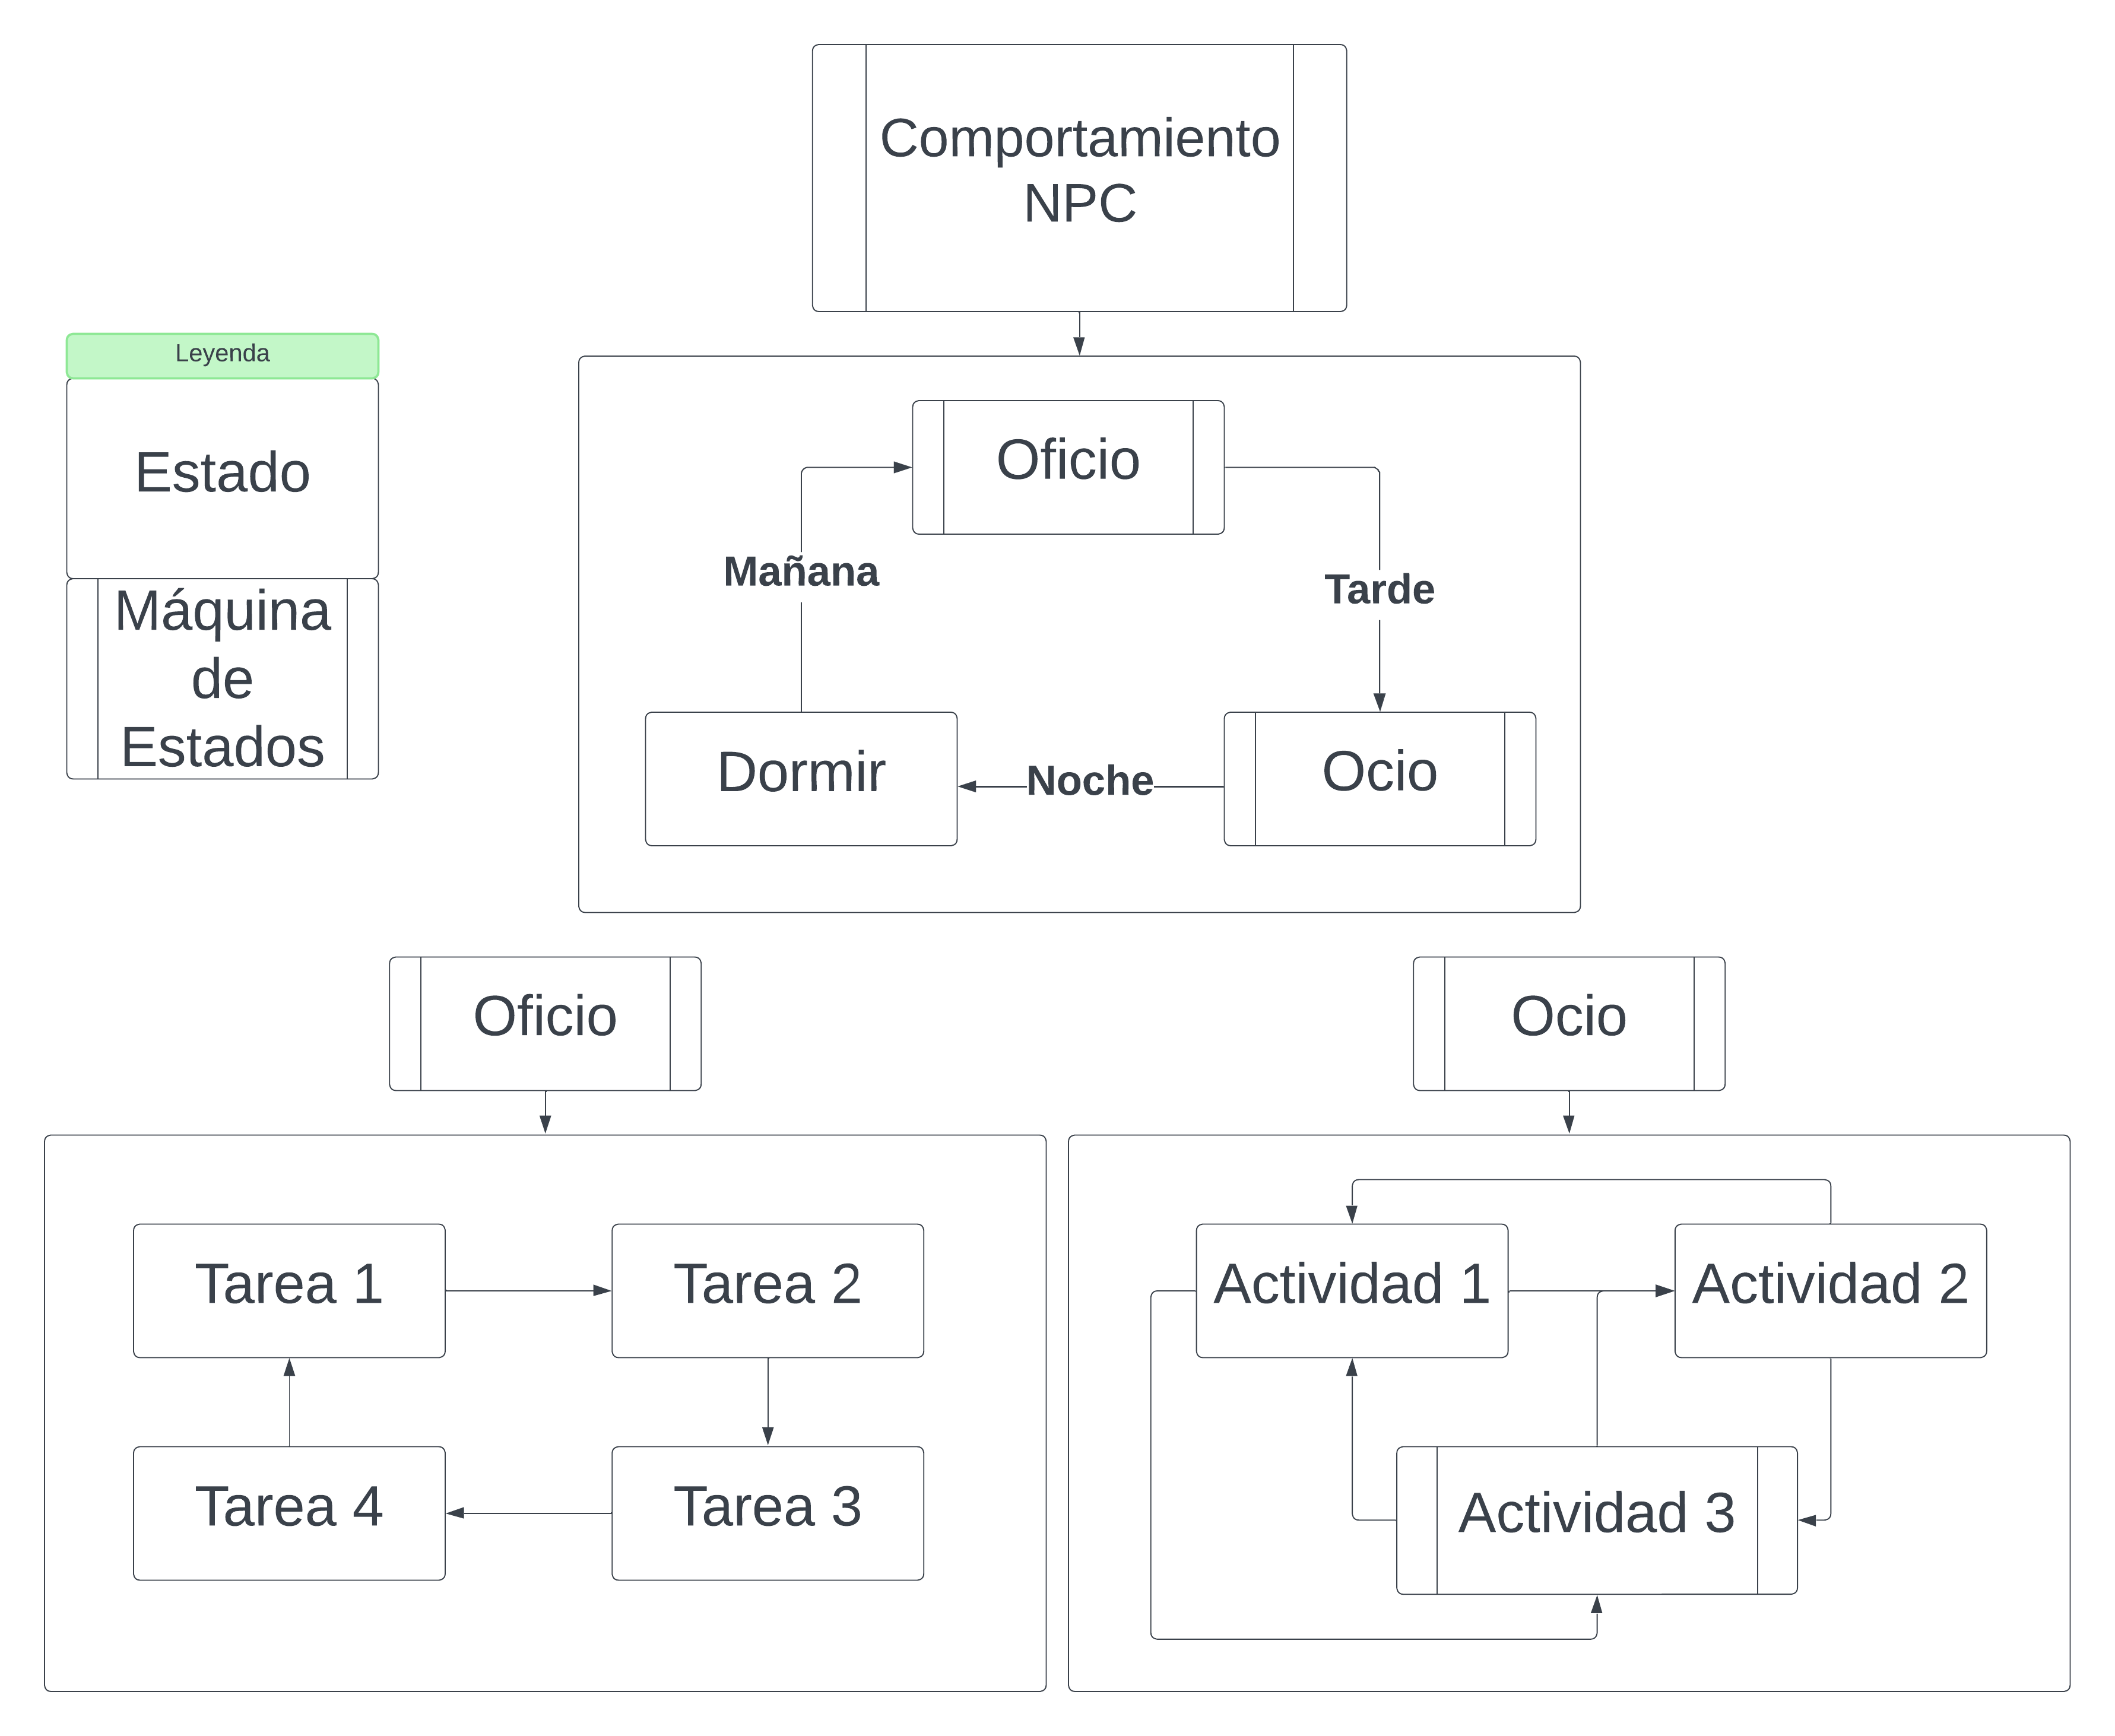 Comportamiento
NPC
Leyenda
Estado
Máquina
de
Estados
Oficio
Mañana
Tarde
Dormir
Noche
Ocio
Oficio
Ocio
Tarea 1
Tarea 2
Tarea 4
Tarea 3
Actividad 1
Actividad 2
Actividad 3